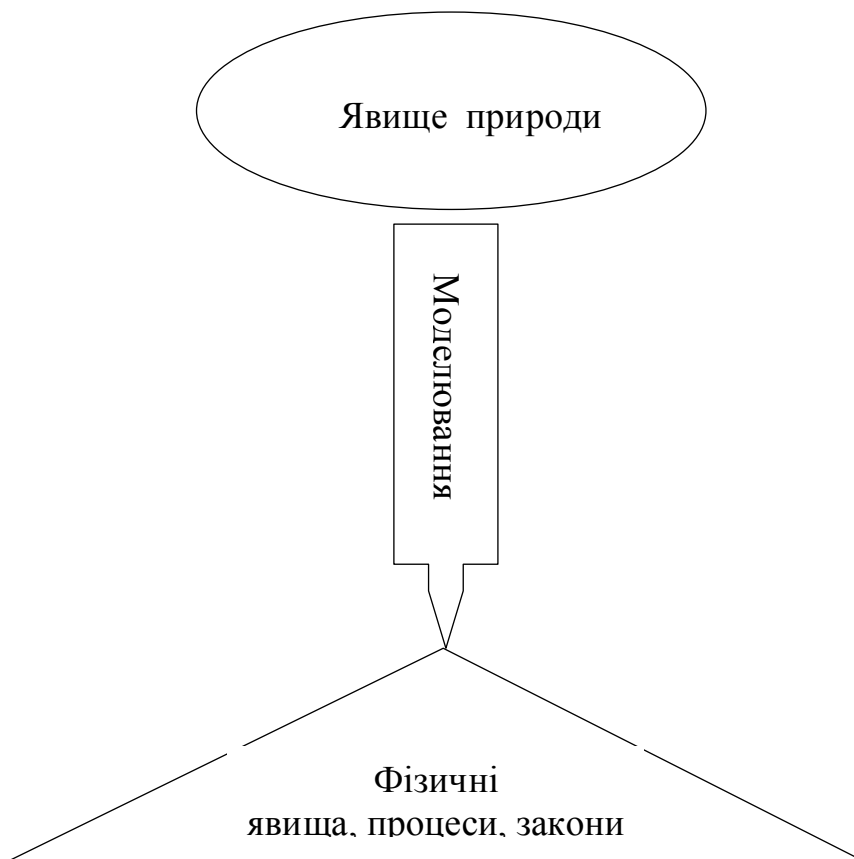 Явище природи
Моделювання
Фізичні
явища, процеси, закони